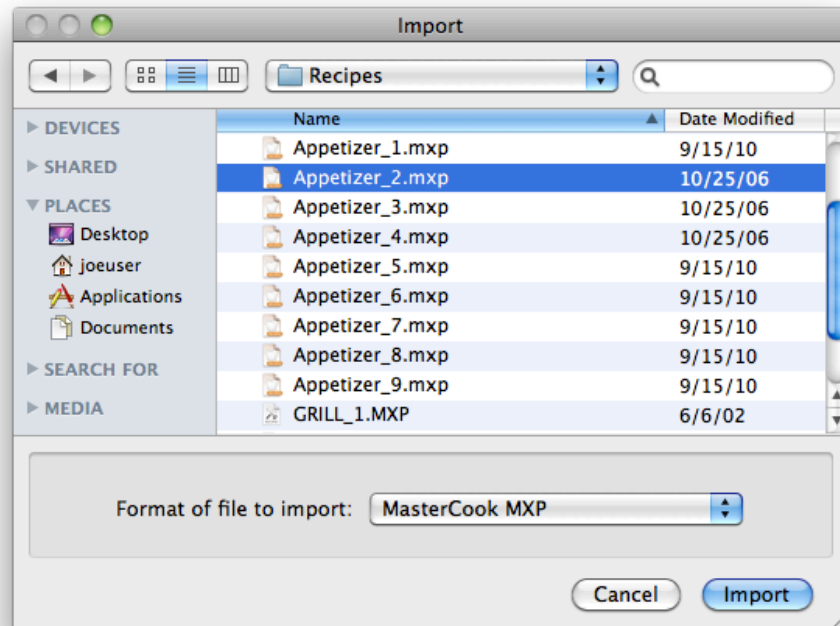 Import
Recipes
Name Date Modified
DEVICES
SHARED
PLACES
Desktop
joeuser
Applications
Documents
SEARCH FOR
MEDIA
Appetizer_1.mxp 9/15/10
Appetizer_2.mxp 10/25/06
Appetizer_3.mxp 10/25/06
Appetizer_4.mxp 10/25/06
Appetizer_5.mxp 9/15/10
Appetizer_6.mxp 9/15/10
Appetizer_7.mxp 9/15/10
Appetizer_8.mxp 9/15/10
Appetizer_9.mxp 9/15/10
GRILL_1.MXP 6/6/02
Format of file to import: MasterCook MXP
Cancel Import